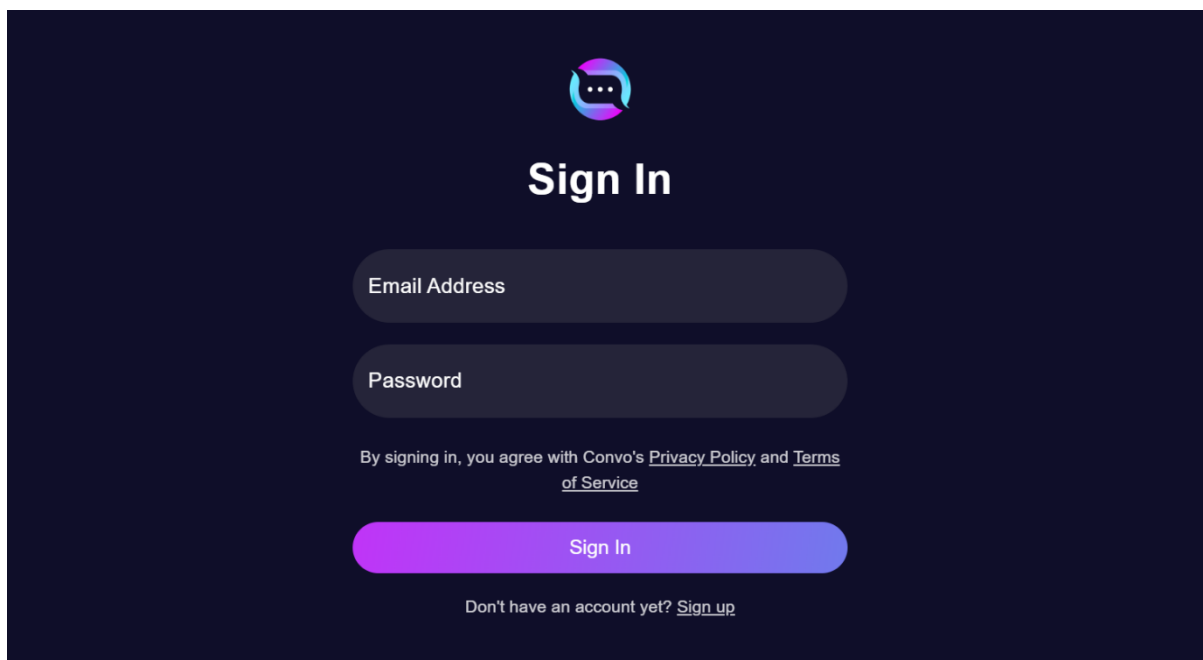 Sign In
Email Address
Password
By signing in, you agree with Convo's Privacy Policy and Terms
of Service
Sign In
Don't have an account yet? Sign up